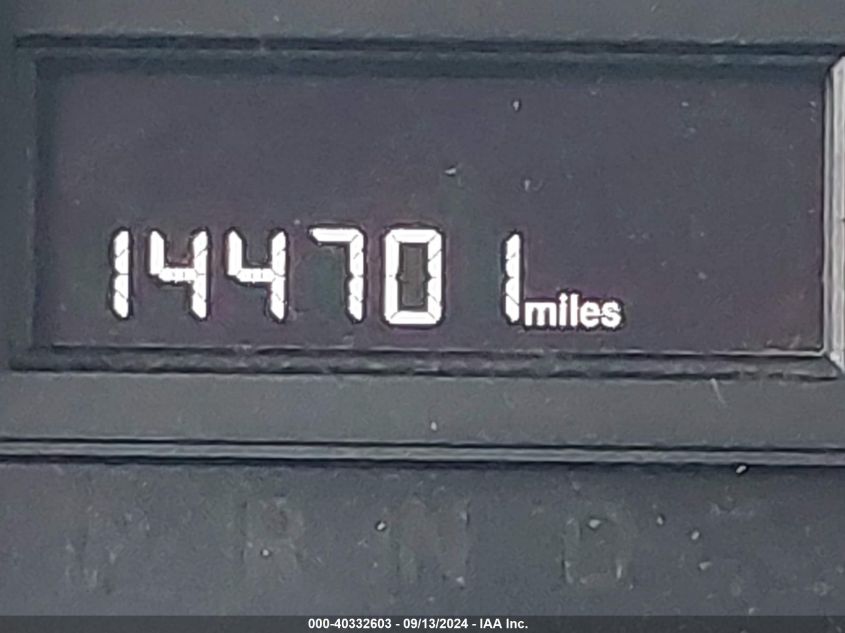 144701 miles
R N D
000-40332603 - 09/13/2024 - IAA Inc.